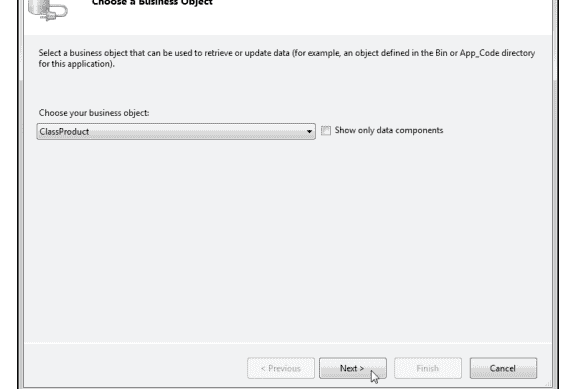 Choose a Business Object
Select a business object that can be used to retrieve or update data (for example, an object defined in the Bin or App_Code directory
for this application).
Choose your business object:
ClassProduct
Show only data components
< Previous
Next >
Finish
Cancel